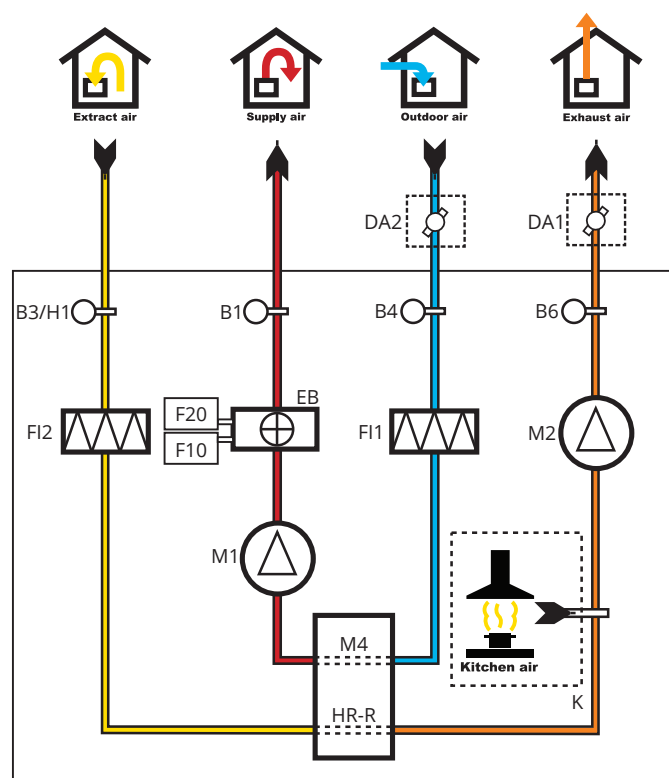 Extract air
Supply air
Outdoor air
Exhaust air
DA2
DA1
B3/H1
B1
B4
B6
EB
F20
F10
FI2
FI1
M2
M1
M4
Kitchen air
K
HR-R